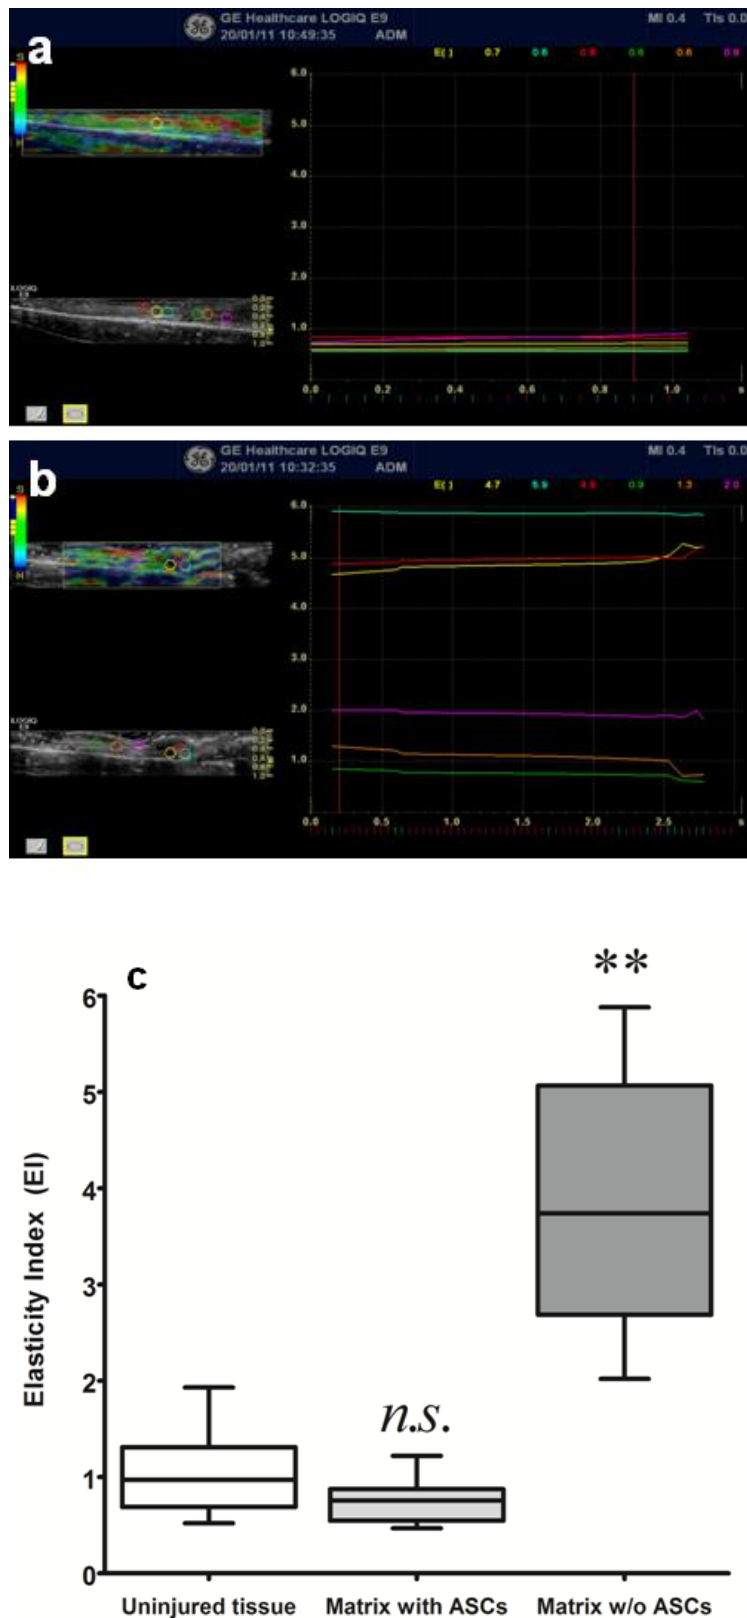 a
GE Healthcare LOGIQ E9
20/01/11 10:49:35 ADM
MI 0.4 TIs 0.0
S
E( ) 0.7 0.6 0.8 0.6 0.6 0.9
6.0
5.0
4.0
3.0
2.0
1.0
LOGIQ
E9
0.0 0.2 0.4 0.6 0.8 1.0 s
b
GE Healthcare LOGIQ E9
20/01/11 10:32:35 ADM
MI 0.4 TIs 0.0
S
H
E( ) 4.7 5.9 4.9 0.9 1.3 2.0
6.0
5.0
4.0
3.0
2.0
1.0
LOGIQ
E9
0.0 0.5 1.0 1.5 2.0 2.5 s
c
**
6
5
4
3
2
1
0
Elasticity Index (EI)
n.s.
Uninjured tissue Matrix with ASCs Matrix w/o ASCs